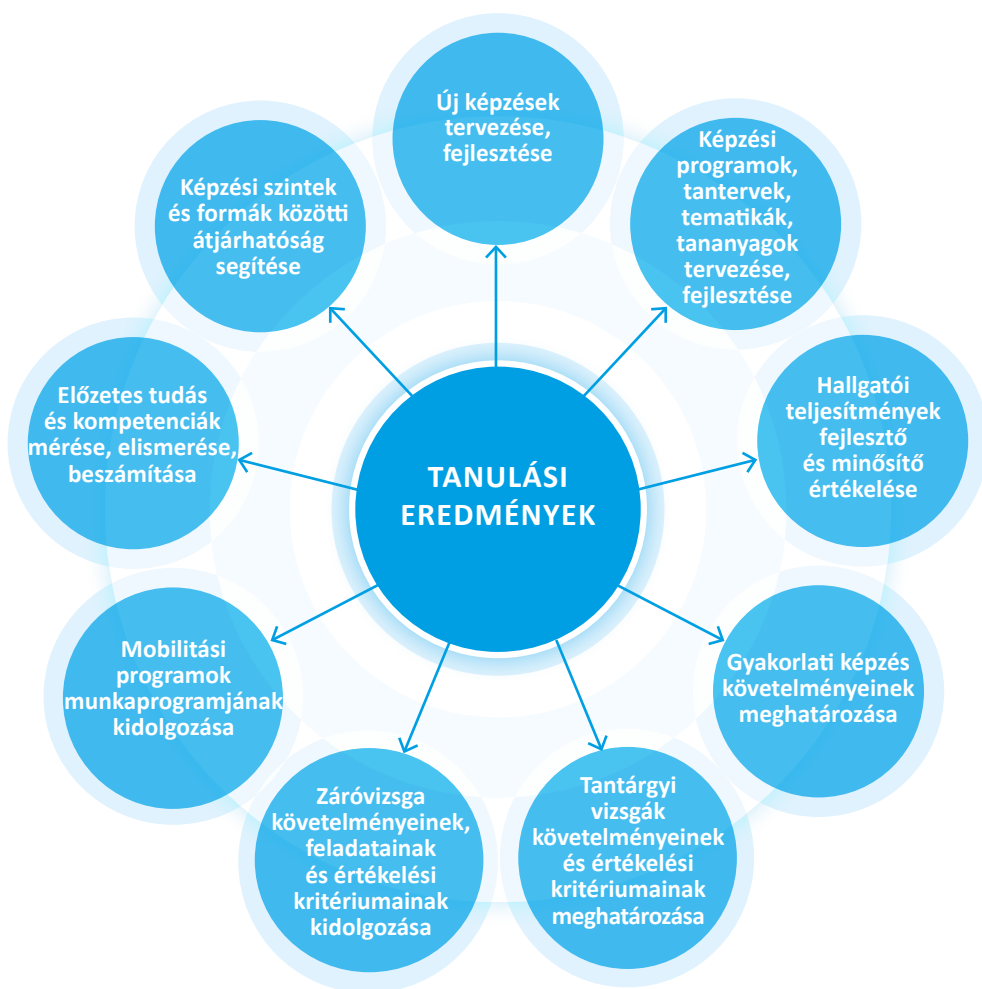 Új képzések
tervezése,
fejlesztése
Képzési
programok,
tantervek,
tematikák,
tananyagok
tervezése,
fejlesztése
Hallgatói
teljesítmények
fejlesztő
és minősítő
értékelése
Gyakorlati képzés
követelményeinek
meghatározása
Tantárgyi
vizsgák
követelményeinek
és értékelési
kritériumainak
meghatározása
Záróvizsga
követelményeinek,
feladatainak
és értékelési
kritériumainak
kidolgozása
Mobilitási
programok
munkaprogramjának
kidolgozása
Előzetes tudás
és kompetenciák
mérése, elismerése,
beszámítása
Képzési szintek
és formák közötti
átjárhatóság
segítése
TANULÁSI
EREDMÉNYEK